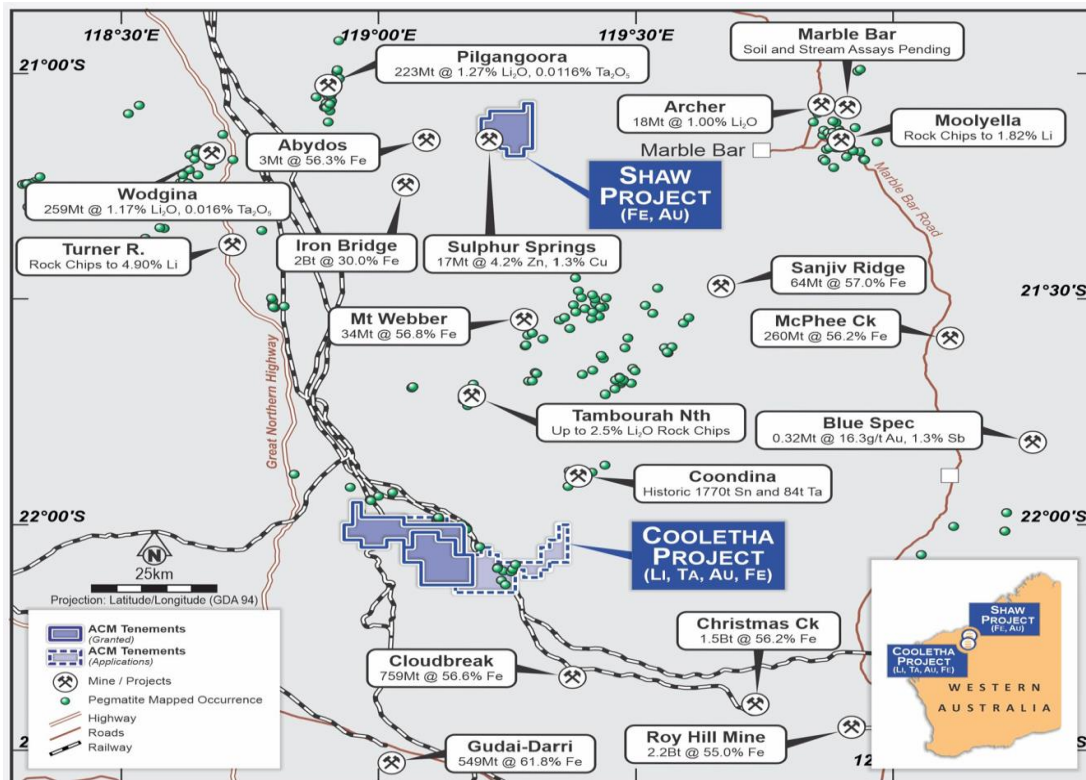 118°30'E
119°00'E
119°30'E
21°00'S
21°30'S
22°00'S
Pilgangoora
223Mt @ 1.27% Li₂O, 0.0116% Ta₂O₅
Marble Bar
Soil and Stream Assays Pending
Archer
18Mt @ 1.00% Li₂O
Moolyella
Rock Chips to 1.82% Li
Marble Bar
Marble Bar Road
Abydos
3Mt @ 56.3% Fe
Shaw
Project
(Fe, Au)
Wodgina
259Mt @ 1.17% Li₂O, 0.016% Ta₂O₅
Turner R.
Rock Chips to 4.90% Li
Iron Bridge
2Bt @ 30.0% Fe
Sulphur Springs
17Mt @ 4.2% Zn, 1.3% Cu
Sanjiv Ridge
64Mt @ 57.0% Fe
Mt Webber
34Mt @ 56.8% Fe
McPhee Ck
260Mt @ 56.2% Fe
Great Northern Highway
Tambourah Nth
Up to 2.5% Li₂O Rock Chips
Blue Spec
0.32Mt @ 16.3g/t Au, 1.3% Sb
Coondina
Historic 1770t Sn and 84t Ta
Cooletha
Project
(Li, Ta, Au, Fe)
N
25km
Projection: Latitude/Longitude (GDA 94)
ACM Tenements
(Granted)
ACM Tenements
(Applications)
Mine / Projects
Pegmatite Mapped Occurrence
Highway
Roads
Railway
Christmas Ck
1.5Bt @ 56.2% Fe
Cloudbreak
759Mt @ 56.6% Fe
Roy Hill Mine
2.2Bt @ 55.0% Fe
Gudai-Darri
549Mt @ 61.8% Fe
Shaw
Project
(Fe, Au)
Cooletha
Project
(Li, Ta, Au, Fe)
WESTERN
AUSTRALIA